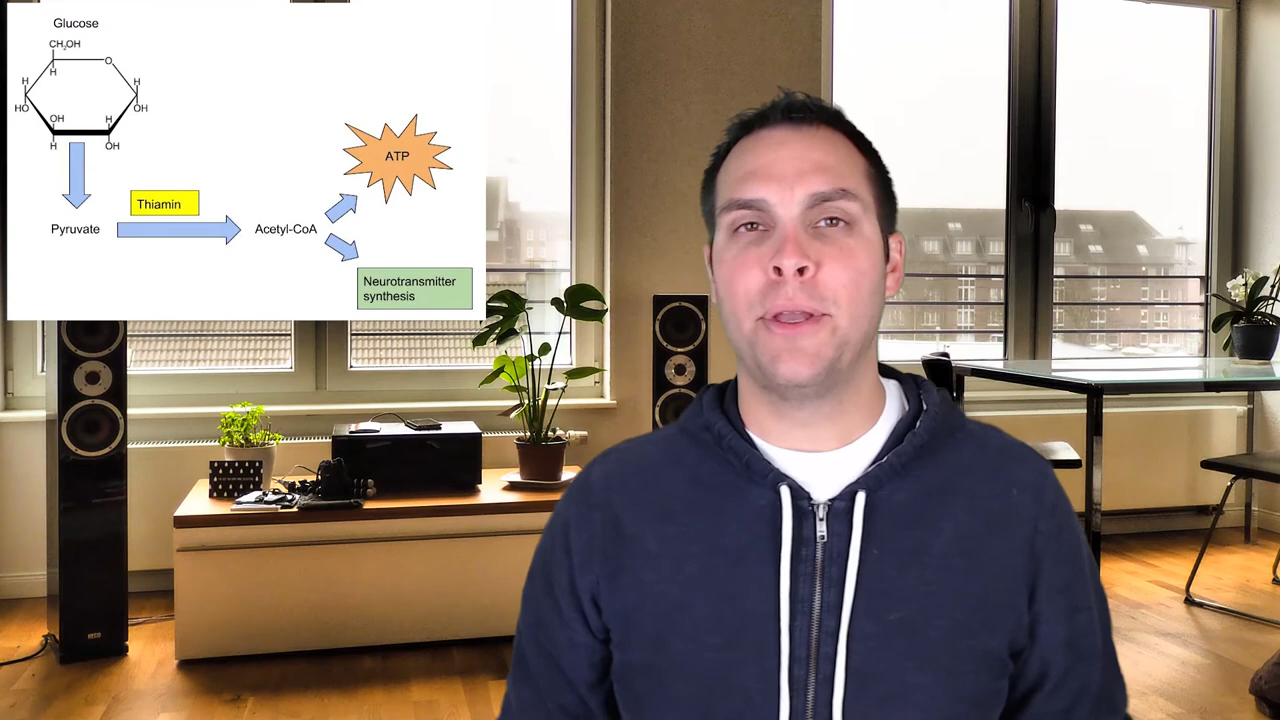 Glucose
CH₂OH
O
H
H
H
HO
OH
OH
H
H
OH
ATP
Thiamin
Pyruvate
Acetyl-CoA
Neurotransmitter
synthesis